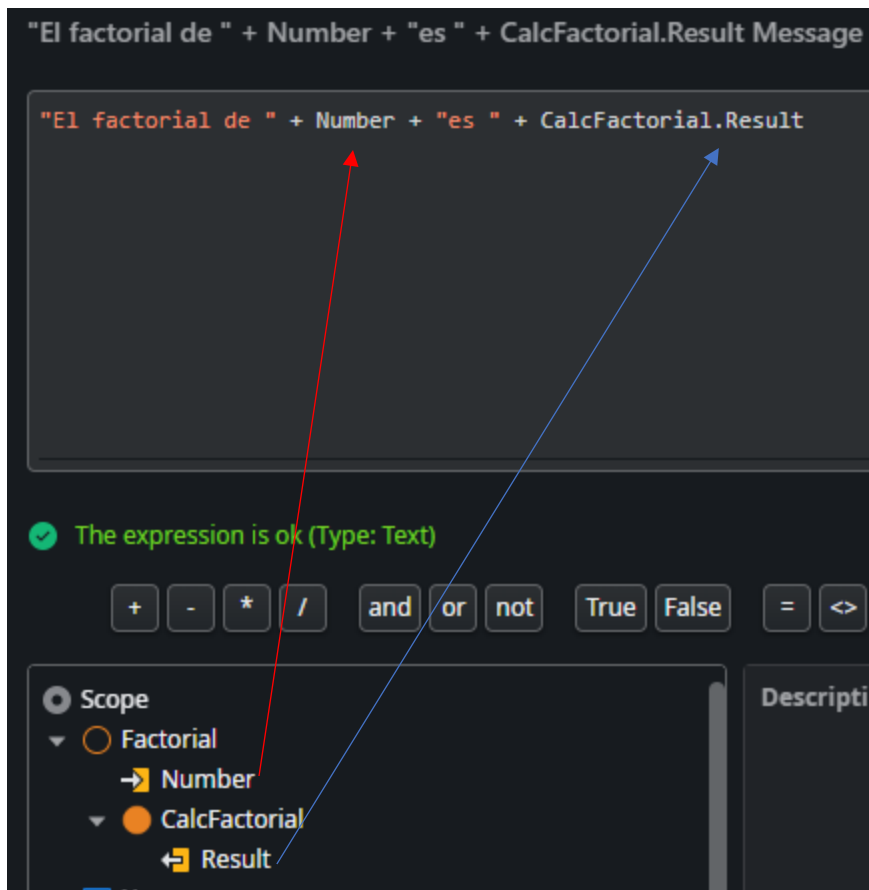 "El factorial de " + Number + "es " + CalcFactorial.Result Message
"El factorial de " + Number + "es " + CalcFactorial.Result
The expression is ok (Type: Text)
+ - * / and or not True False = <>
Scope
Factorial
Number
CalcFactorial
Result
Descripti